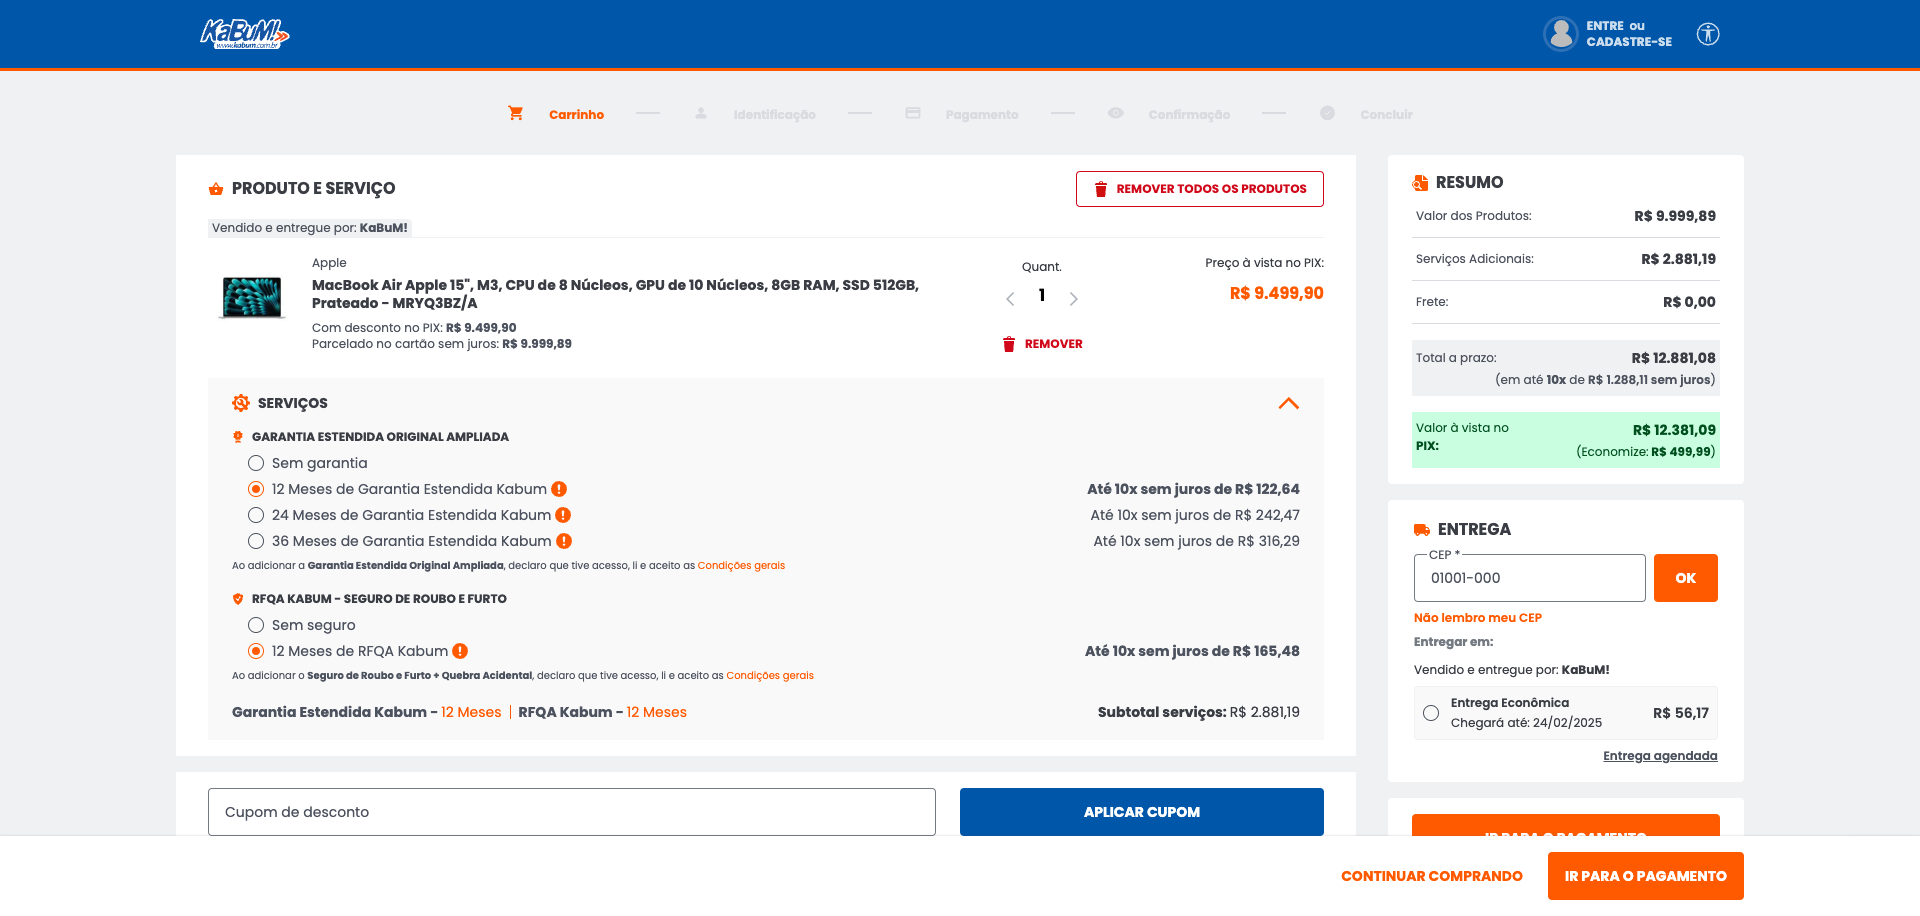 KaBuM!
www.kabum.com.br
ENTRE ou
CADASTRE-SE
Carrinho
Identificação
Pagamento
Confirmação
Concluir
PRODUTO E SERVIÇO
REMOVER TODOS OS PRODUTOS
Vendido e entregue por: KaBuM!
Apple
MacBook Air Apple 15", M3, CPU de 8 Núcleos, GPU de 10 Núcleos, 8GB RAM, SSD 512GB,
Prateado - MRYQ3BZ/A
Com desconto no PIX: R$ 9.499,90
Parcelado no cartão sem juros: R$ 9.999,89
Quant.
1
REMOVER
Preço à vista no PIX:
R$ 9.499,90
SERVIÇOS
GARANTIA ESTENDIDA ORIGINAL AMPLIADA
Sem garantia
12 Meses de Garantia Estendida Kabum
Até 10x sem juros de R$ 122,64
24 Meses de Garantia Estendida Kabum
Até 10x sem juros de R$ 242,47
36 Meses de Garantia Estendida Kabum
Até 10x sem juros de R$ 316,29
Ao adicionar a Garantia Estendida Original Ampliada, declaro que tive acesso, li e aceito as Condições gerais
RFQA KABUM - SEGURO DE ROUBO E FURTO
Sem seguro
12 Meses de RFQA Kabum
Até 10x sem juros de R$ 165,48
Ao adicionar o Seguro de Roubo e Furto + Quebra Acidental, declaro que tive acesso, li e aceito as Condições gerais
Garantia Estendida Kabum - 12 Meses | RFQA Kabum - 12 Meses
Subtotal serviços: R$ 2.881,19
Cupom de desconto
APLICAR CUPOM
RESUMO
Valor dos Produtos:
R$ 9.999,89
Serviços Adicionais:
R$ 2.881,19
Frete:
R$ 0,00
Total a prazo:
R$ 12.881,08
(em até 10x de R$ 1.288,11 sem juros)
Valor à vista no
PIX:
R$ 12.381,09
(Economize: R$ 499,99)
ENTREGA
CEP *
01001-000
OK
Não lembro meu CEP
Entregar em:
Vendido e entregue por: KaBuM!
Entrega Econômica
Chegará até: 24/02/2025
R$ 56,17
Entrega agendada
IR PARA O PAGAMENTO
CONTINUAR COMPRANDO
IR PARA O PAGAMENTO